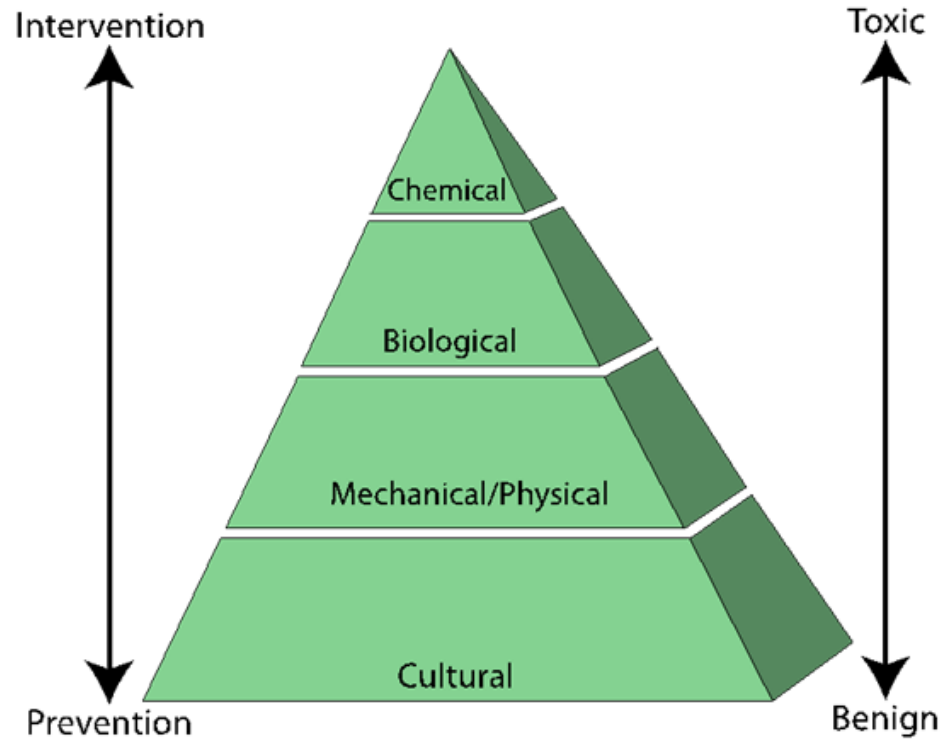 Intervention
Toxic
Chemical
Biological
Mechanical/Physical
Cultural
Prevention
Benign